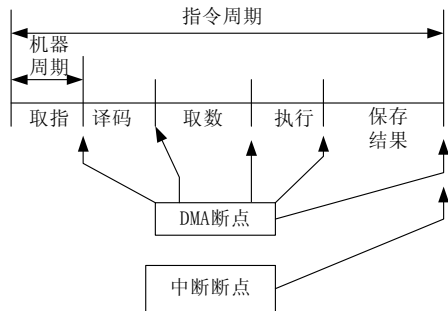 指令周期
机器
周期
取指 译码 取数 执行 保存
结果
DMA断点
中断断点